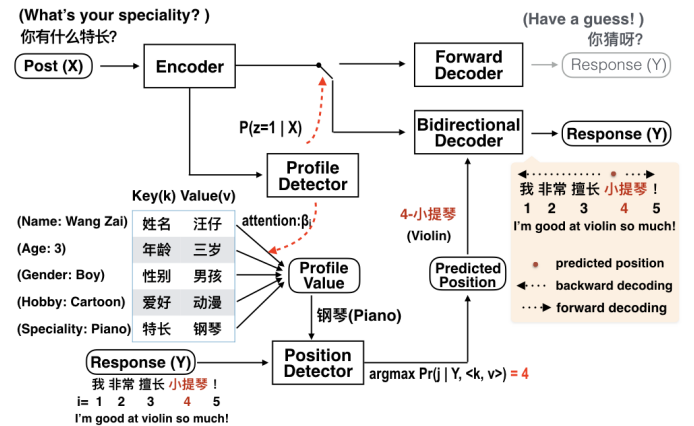 (What's your speciality? )
你有什么特长?
Post (X)
Encoder
(Have a guess! )
你猜呀?
Forward
Decoder
Response (Y)
P(z=1 | X)
Bidirectional
Decoder
Response (Y)
Profile
Detector
Key(k) Value(v)
attention:βi
(Name: Wang Zai) 姓名 汪仔
(Age: 3) 年龄 三岁
(Gender: Boy) 性别 男孩
(Hobby: Cartoon) 爱好 动漫
(Speciality: Piano) 特长 钢琴
Profile
Value
钢琴(Piano)
4-小提琴
(Violin)
Predicted
Position
我 非常 擅长 小提琴 !
1 2 3 4 5
I'm good at violin so much!
predicted position
backward decoding
forward decoding
Response (Y)
Position
Detector
argmax Pr(j | Y, <k, v>) = 4
我 非常 擅长 小提琴 !
i= 1 2 3 4 5
I'm good at violin so much!